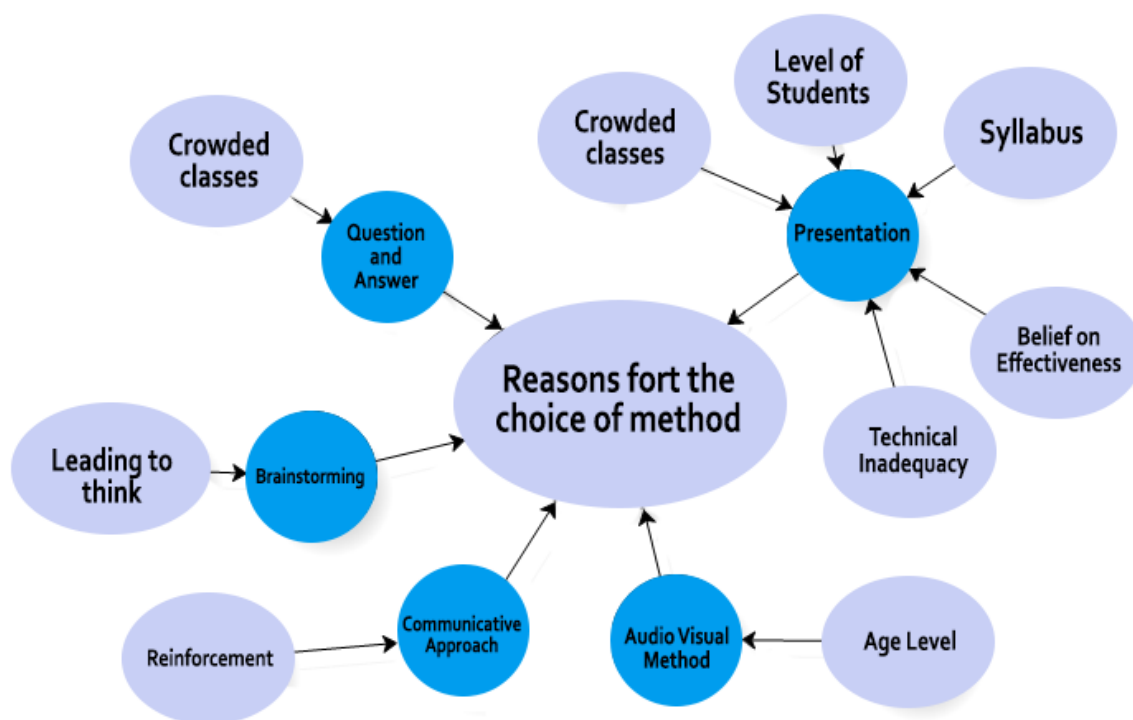 Level of
Students
Crowded
classes
Syllabus
Crowded
classes
Question
and
Answer
Presentation
Belief on
Effectiveness
Reasons fort the
choice of method
Technical
Inadequacy
Leading to
think
Brainstorming
Communicative
Approach
Audio Visual
Method
Age Level
Reinforcement